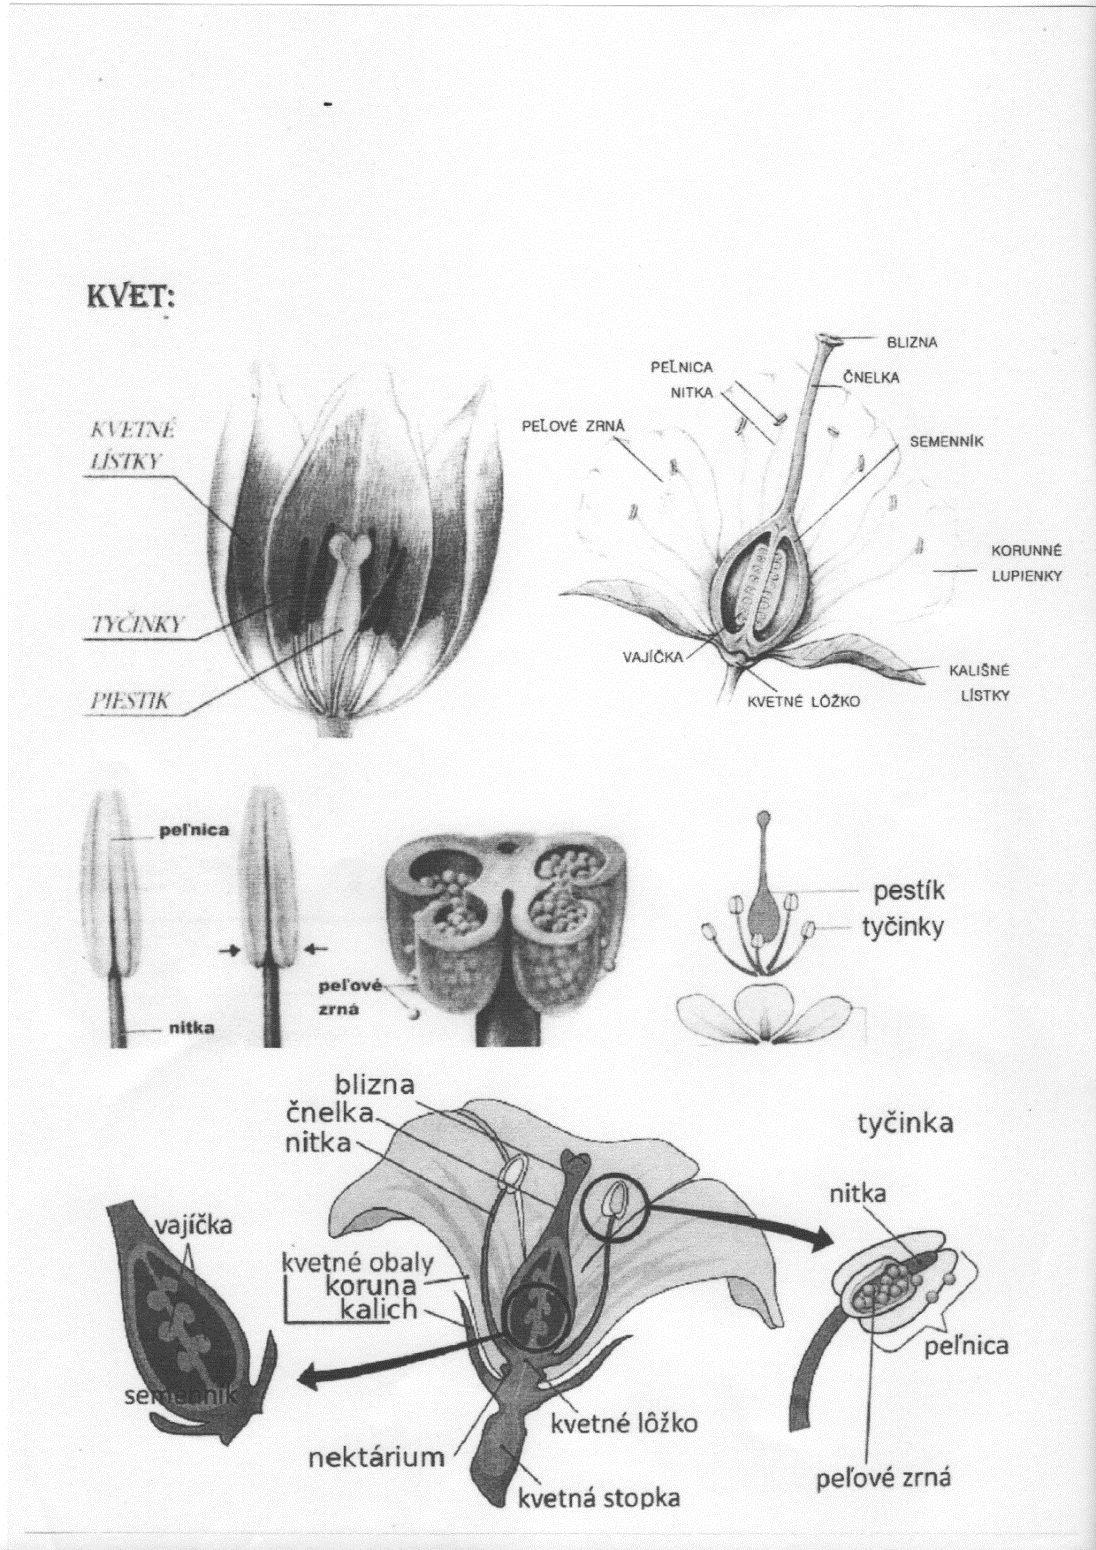 KVET:
KVETNÉ
LÍSTKY
TYČINKY
PIESTIK
BLIZNA
PEĽNICA
ČNELKA
NITKA
PEĽOVÉ ZRNÁ
SEMENNÍK
KORUNNÉ
LUPIENKY
VAJÍČKA
KALIŠNÉ
LÍSTKY
KVETNÉ LÔŽKO
peľnica
nitka
peľové
zrná
pestík
tyčinky
blizna
čnelka
nitka
kvetné obaly
koruna
kalich
vajíčka
semenník
nektárium
kvetné lôžko
kvetná stopka
tyčinka
nitka
peľnica
peľové zrná